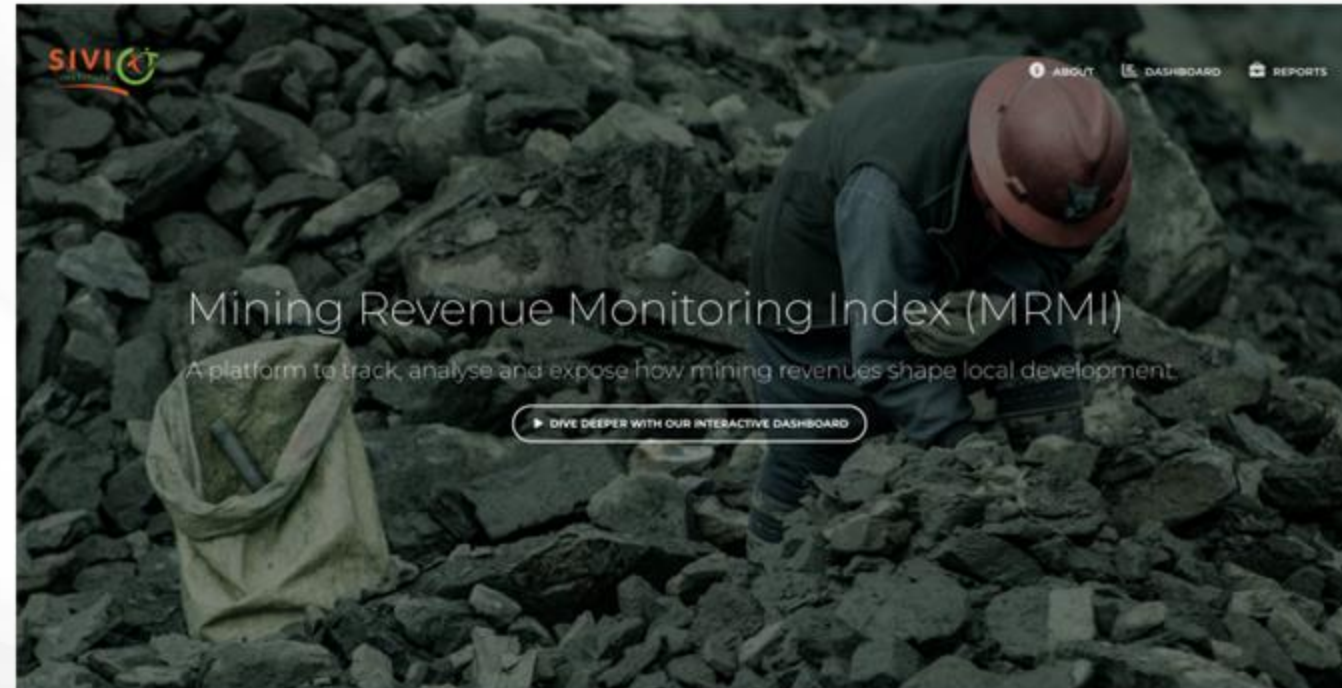 SIVIO
INSTITUTE
ABOUT
DASHBOARD
REPORTS
Mining Revenue Monitoring Index (MRMI)
A platform to track, analyse and expose how mining revenues shape local development.
DIVE DEEPER WITH OUR INTERACTIVE DASHBOARD